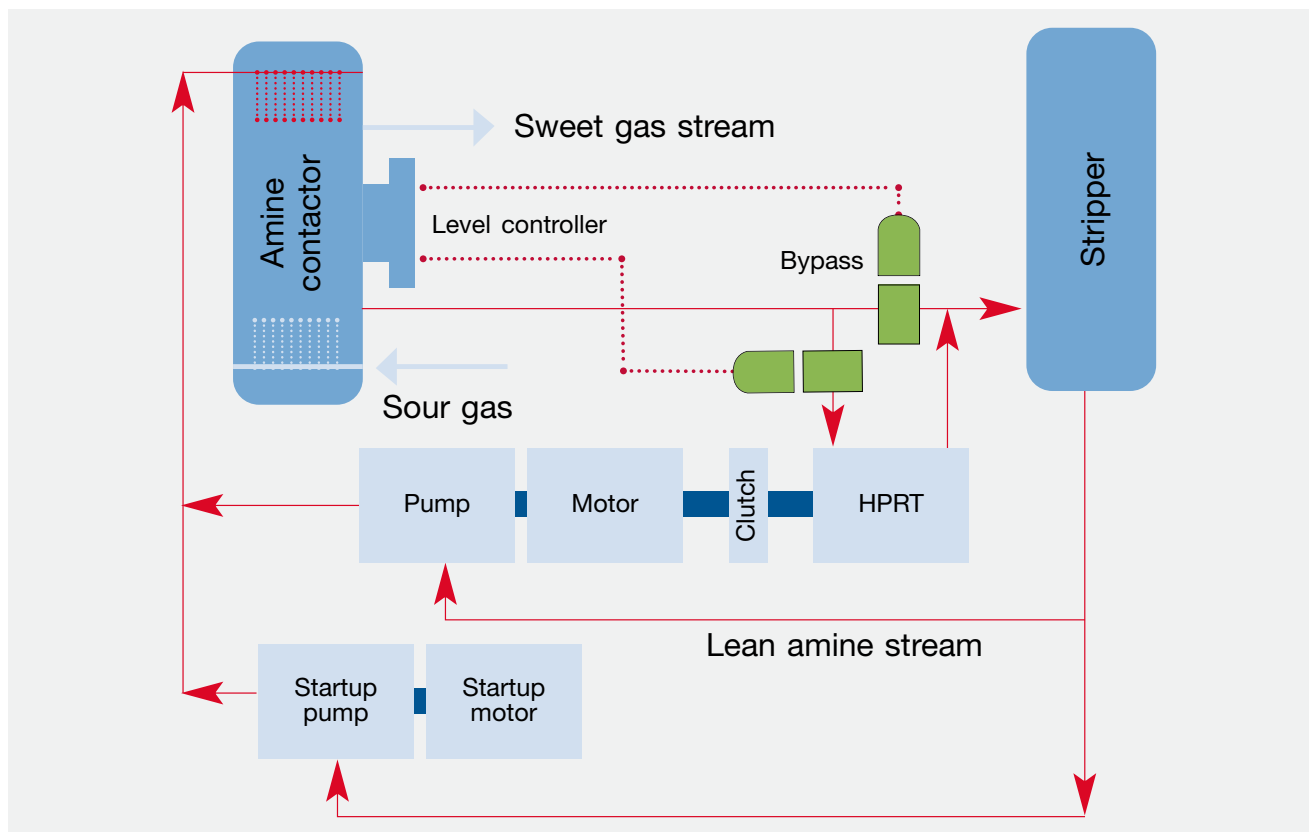 Amine
contactor
Sweet gas stream
Level controller
Bypass
Stripper
Sour gas
Pump
Motor
Clutch
HPRT
Lean amine stream
Startup
pump
Startup
motor